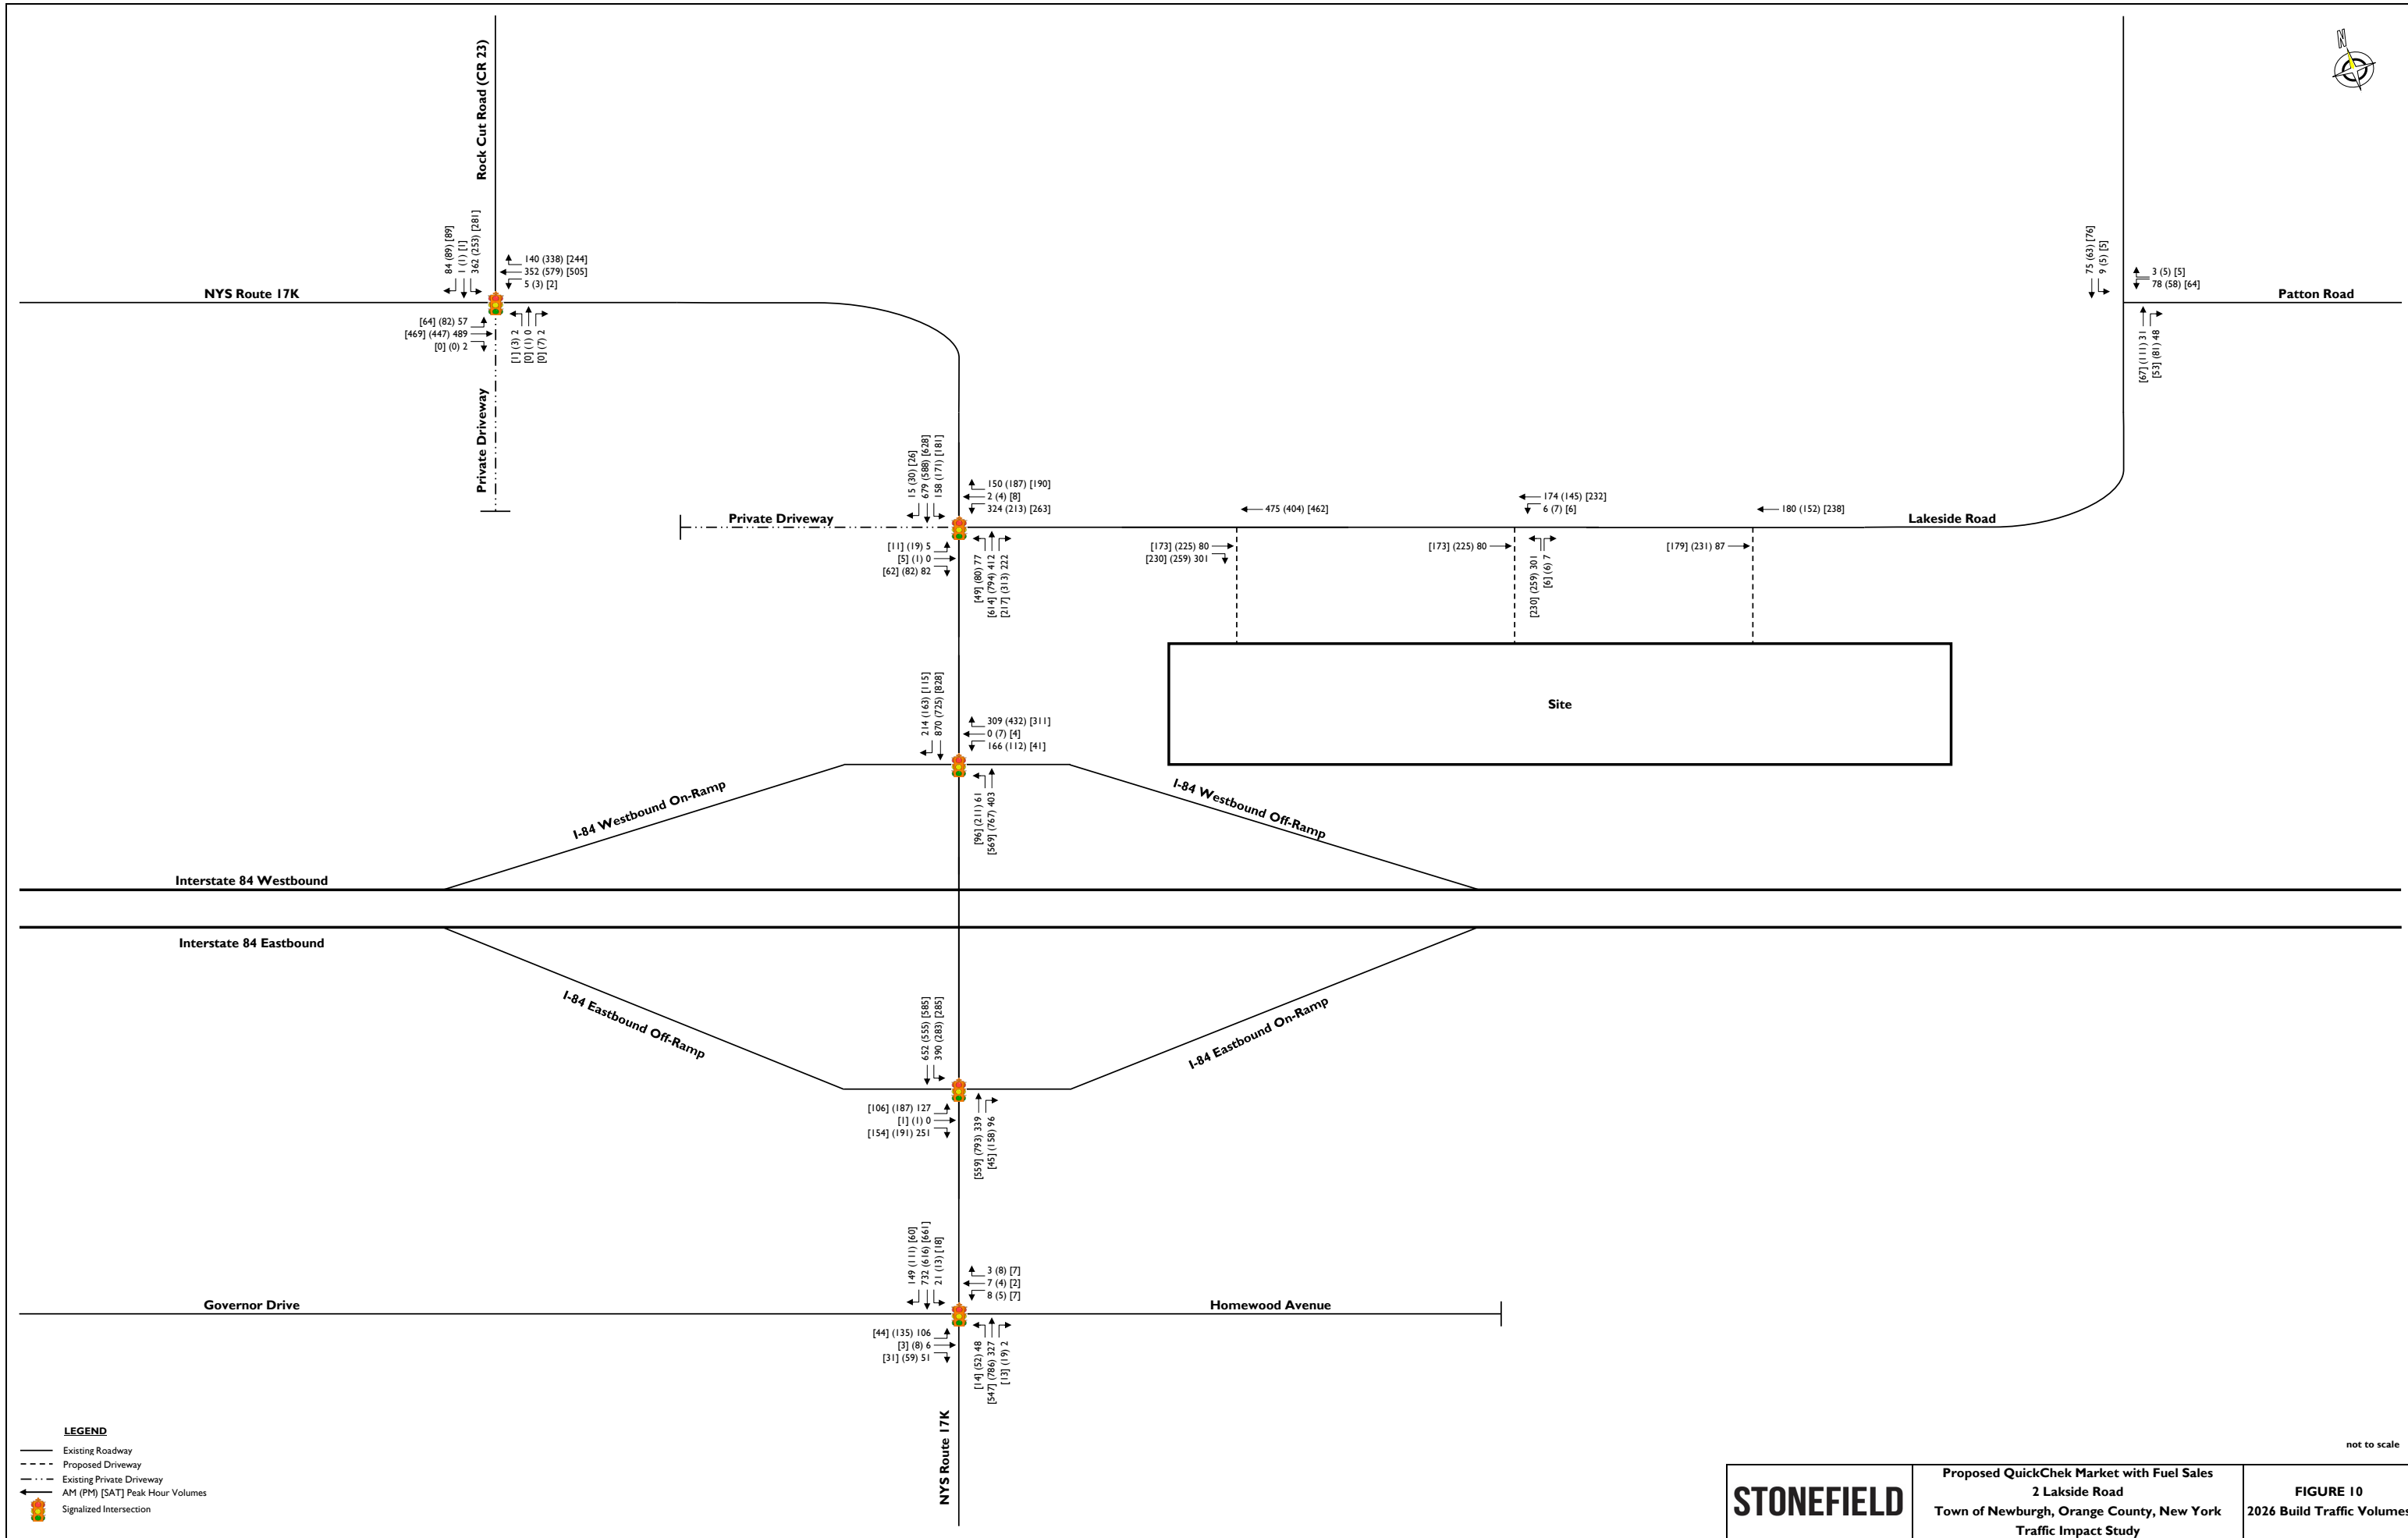 N
Rock Cut Road (CR 23)
84 (89) [89]
1 (1) [1]
362 (253) [281]
140 (338) [244]
352 (579) [505]
5 (3) [2]
NYS Route 17K
[64] (82) 57
[469] (447) 489
[0] (0) 2
[1] (3) 2
[0] (1) 0
[0] (7) 2
Private Driveway
75 (63) [76]
9 (5) [5]
3 (5) [5]
78 (58) [64]
Patton Road
[67] (111) 31
[53] (81) 48
15 (30) [26]
679 (588) [628]
158 (171) [181]
150 (187) [190]
2 (4) [8]
324 (213) [263]
Private Driveway
[11] (19) 5
[5] (1) 0
[62] (82) 82
[49] (80) 77
[614] (794) 412
[217] (313) 222
475 (404) [462]
[173] (225) 80
[230] (259) 301
174 (145) [232]
6 (7) [6]
[173] (225) 80
[230] (259) 301
[6] (6) 7
180 (152) [238]
[179] (231) 87
Lakeside Road
Site
214 (163) [115]
870 (725) [828]
309 (432) [311]
0 (7) [4]
166 (112) [41]
[96] (211) 61
[569] (767) 403
I-84 Westbound On-Ramp
I-84 Westbound Off-Ramp
Interstate 84 Westbound
Interstate 84 Eastbound
I-84 Eastbound Off-Ramp
I-84 Eastbound On-Ramp
652 (555) [585]
390 (283) [285]
[106] (187) 127
[1] (1) 0
[154] (191) 251
[559] (793) 339
[45] (158) 96
149 (111) [60]
732 (616) [661]
21 (13) [18]
3 (8) [7]
7 (4) [2]
8 (5) [7]
Governor Drive
Homewood Avenue
[44] (135) 106
[3] (8) 6
[31] (59) 51
[14] (52) 48
[547] (786) 327
[13] (19) 2
NYS Route 17K
LEGEND
Existing Roadway
Proposed Driveway
Existing Private Driveway
AM (PM) [SAT] Peak Hour Volumes
Signalized Intersection
not to scale
STONEFIELD
Proposed QuickChek Market with Fuel Sales
2 Lakside Road
Town of Newburgh, Orange County, New York
Traffic Impact Study
FIGURE 10
2026 Build Traffic Volumes